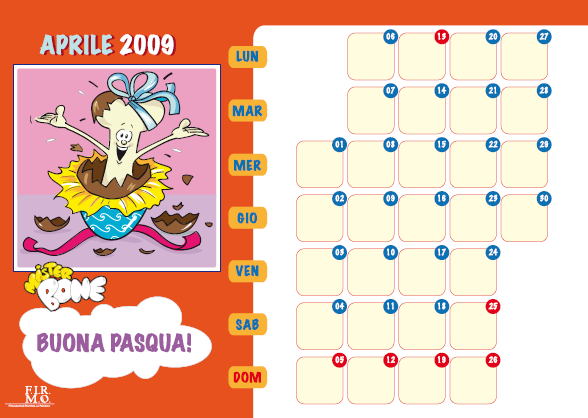 APRILE 2009
LUN
06
13
20
27
MAR
07
14
21
28
MER
01
08
15
22
29
GIO
02
09
16
23
30
VEN
03
10
17
24
SAB
04
11
18
25
DOM
05
12
19
26
MISTER
BONE
BUONA PASQUA!
FIR
MO